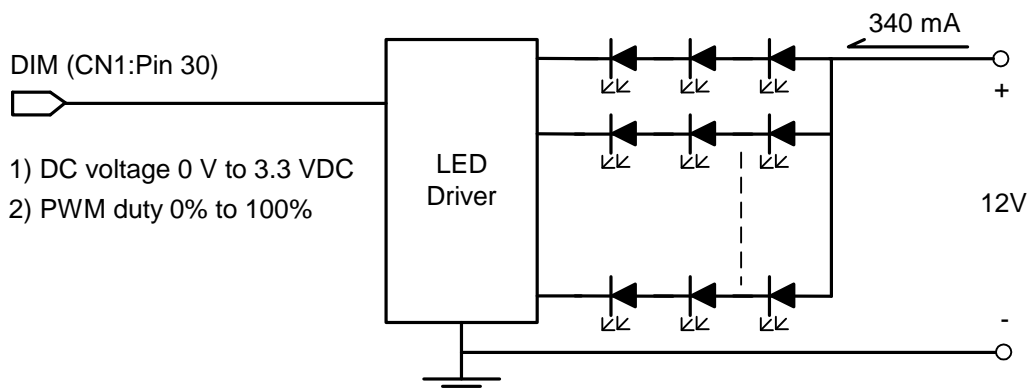 340 mA
DIM (CN1:Pin 30)
+
1) DC voltage 0 V to 3.3 VDC
2) PWM duty 0% to 100%
LED
Driver
12V
-